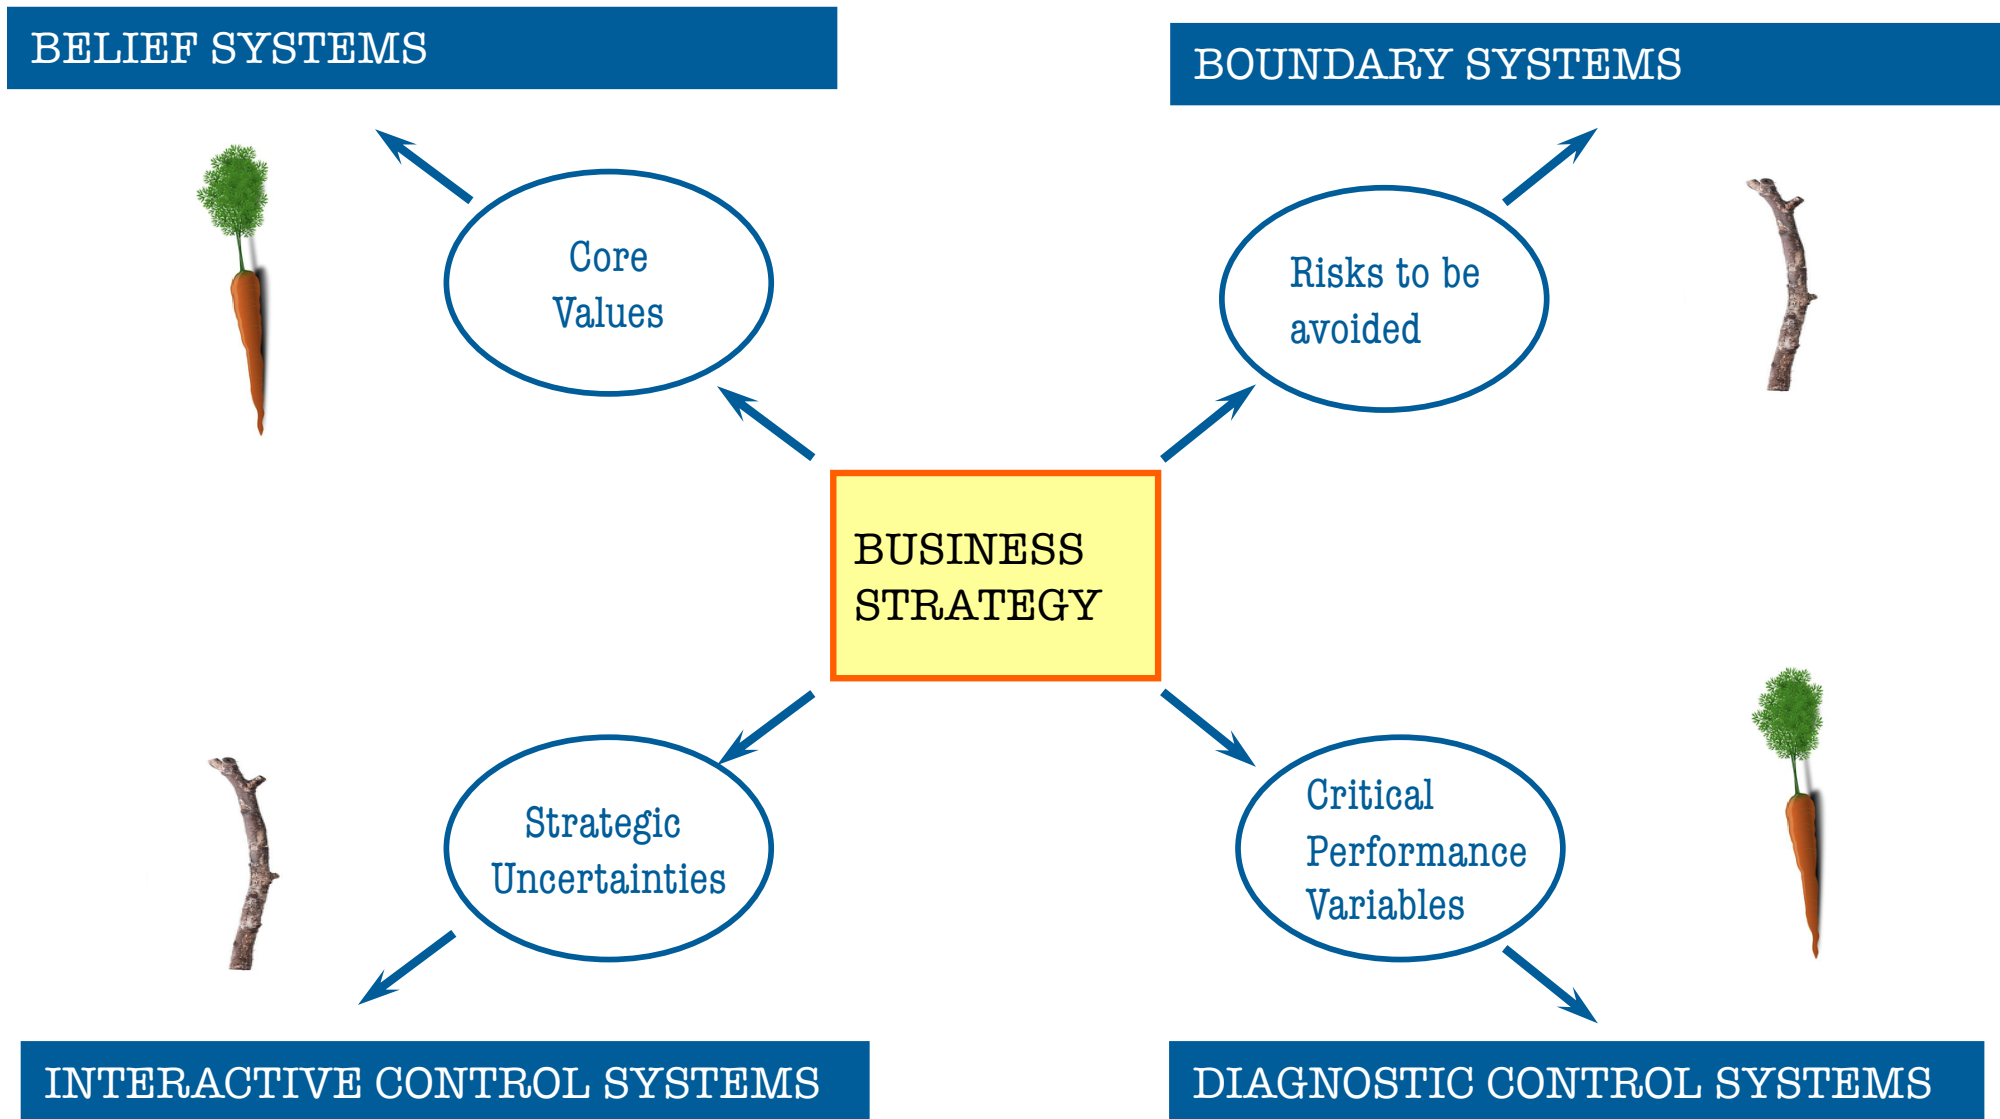 BELIEF SYSTEMS
BOUNDARY SYSTEMS
Core
Values
Risks to be
avoided
BUSINESS
STRATEGY
Strategic
Uncertainties
Critical
Performance
Variables
INTERACTIVE CONTROL SYSTEMS
DIAGNOSTIC CONTROL SYSTEMS